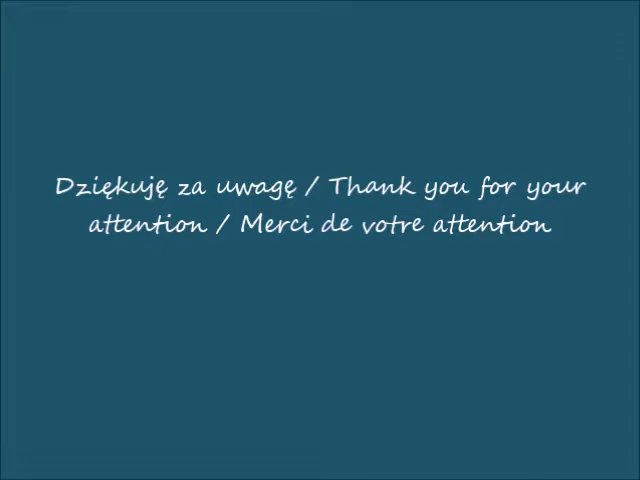 Dziękuję za uwagę / Thank you for your
attention / Merci de votre attention